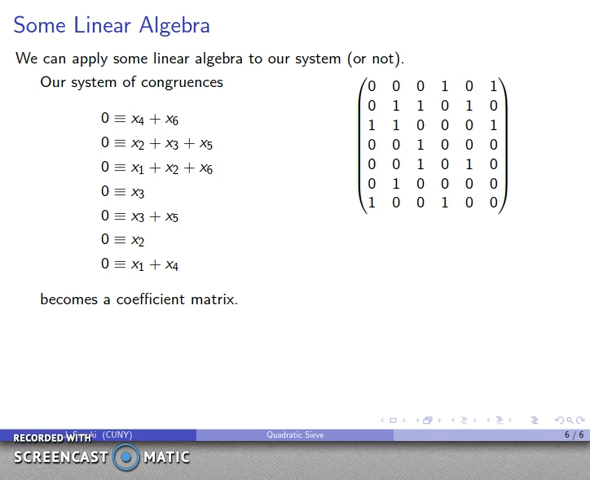 Some Linear Algebra
We can apply some linear algebra to our system (or not).
Our system of congruences
0 ≡ x4 + x6
0 ≡ x2 + x3 + x5
0 ≡ x1 + x2 + x6
0 ≡ x3
0 ≡ x3 + x5
0 ≡ x2
0 ≡ x1 + x4
0 0 0 1 0 1
0 1 1 0 1 0
1 1 0 0 0 1
0 0 1 0 0 0
0 0 1 0 1 0
0 1 0 0 0 0
1 0 0 1 0 0
becomes a coefficient matrix.
(CUNY)
Quadratic Sieve
6 / 6
RECORDED WITH
SCREENCAST MATIC